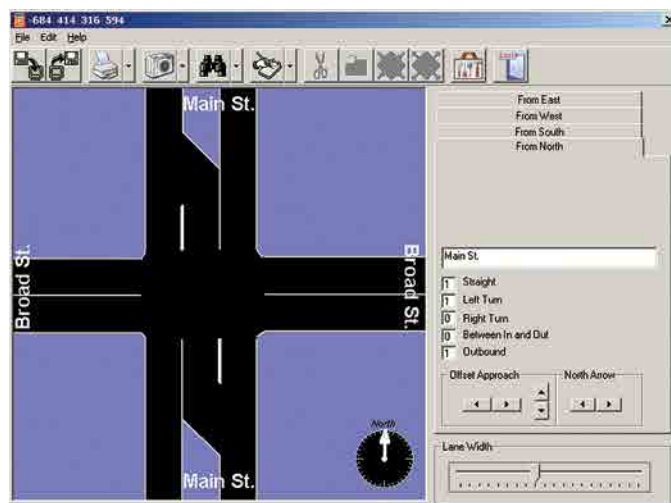 -684 414 316 594
File Edit Help
Main St.
Broad St.
Broad St.
Main St.
North
From East
From West
From South
From North
Main St.
1 Straight
1 Left Turn
0 Right Turn
0 Between In and Out
1 Outbound
Offset Approach
North Arrow
Lane Width